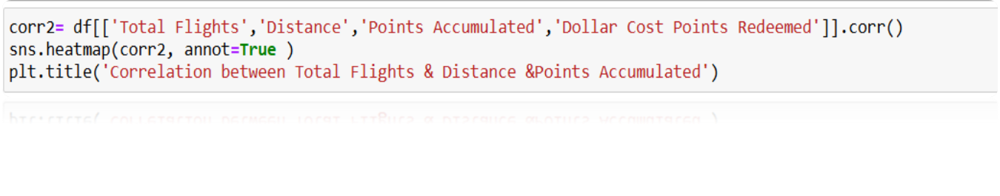 corr2= df[['Total Flights','Distance','Points Accumulated','Dollar Cost Points Redeemed']].corr()
sns.heatmap(corr2, annot=True )
plt.title('Correlation between Total Flights & Distance &Points Accumulated')